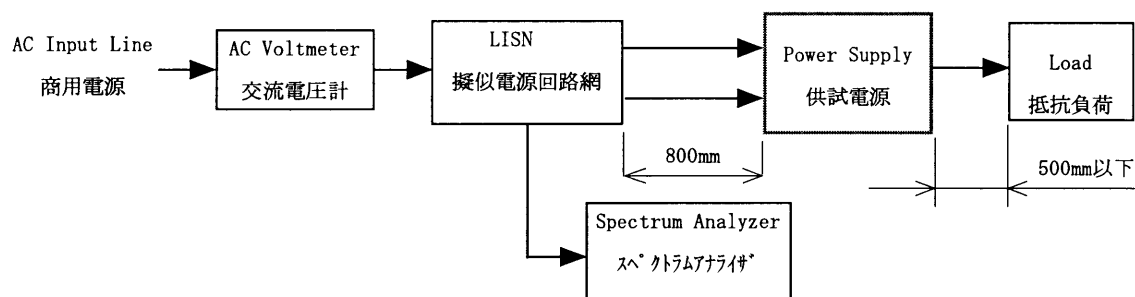 AC Input Line
商用電源
AC Voltmeter
交流電圧計
LISN
擬似電源回路網
Power Supply
供試電源
Load
抵抗負荷
800mm
500mm以下
Spectrum Analyzer
ｽﾍﾟｸﾄﾗﾑｱﾅﾗｲｻﾞ